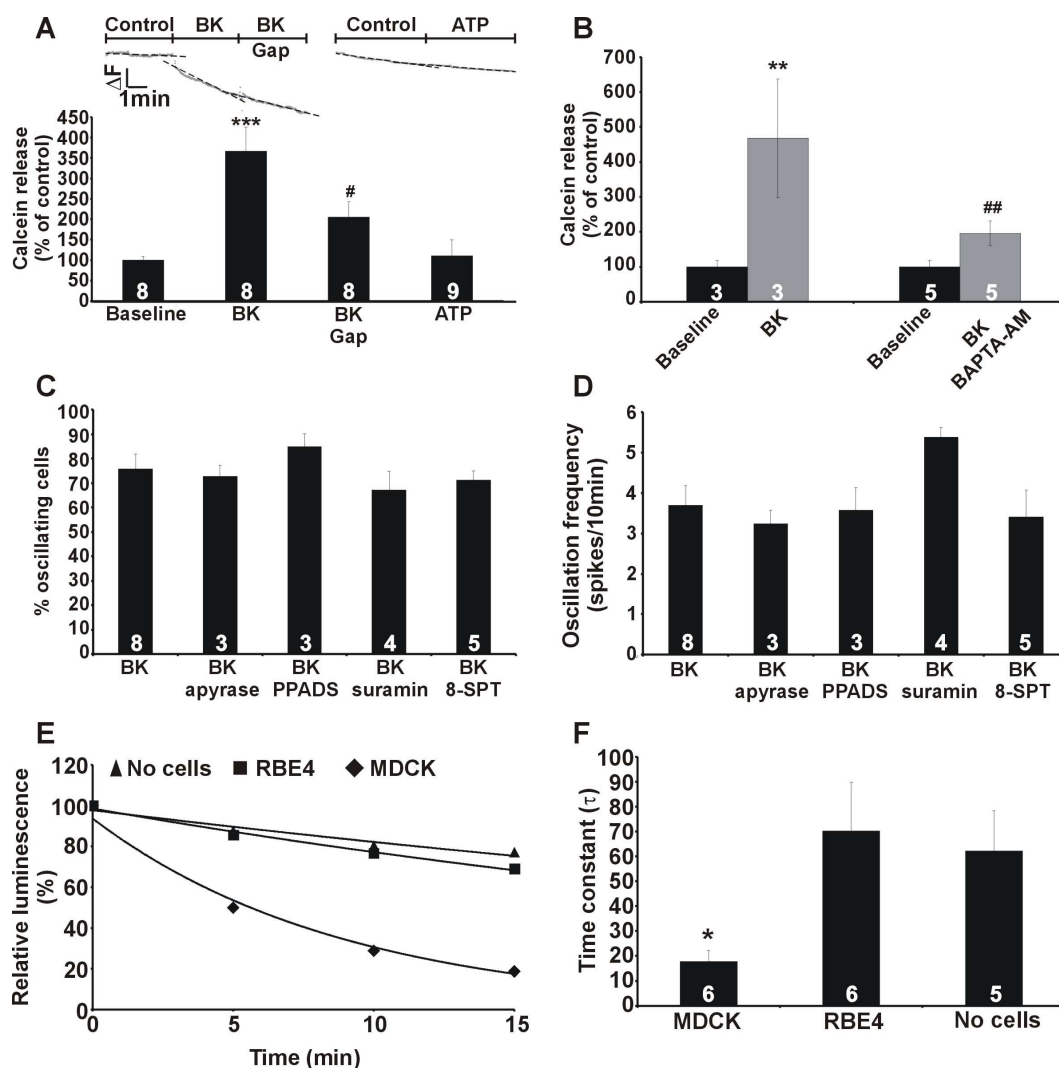 A
Control BK BK Control ATP
Gap
ΔF
1min
Calcein release
(% of control)
450
400
350
300
250
200
150
100
50
0
***
#
8 8 8 9
Baseline BK BK ATP
Gap
B
Calcein release
(% of control)
700
600
500
400
300
200
100
0
**
##
3 3 5 5
Baseline BK Baseline BK
BAPTA-AM
C
% oscillating cells
100
90
80
70
60
50
40
30
20
10
0
8 3 3 4 5
BK BK BK BK BK
apyrase PPADS suramin 8-SPT
D
Oscillation frequency
(spikes/10min)
6
5
4
3
2
1
0
8 3 3 4 5
BK BK BK BK BK
apyrase PPADS suramin 8-SPT
E
No cells RBE4 MDCK
Relative luminescence
(%)
120
100
80
60
40
20
0
0 5 10 15
Time (min)
F
Time constant (τ)
100
90
80
70
60
50
40
30
20
10
0
*
6 6 5
MDCK RBE4 No cells